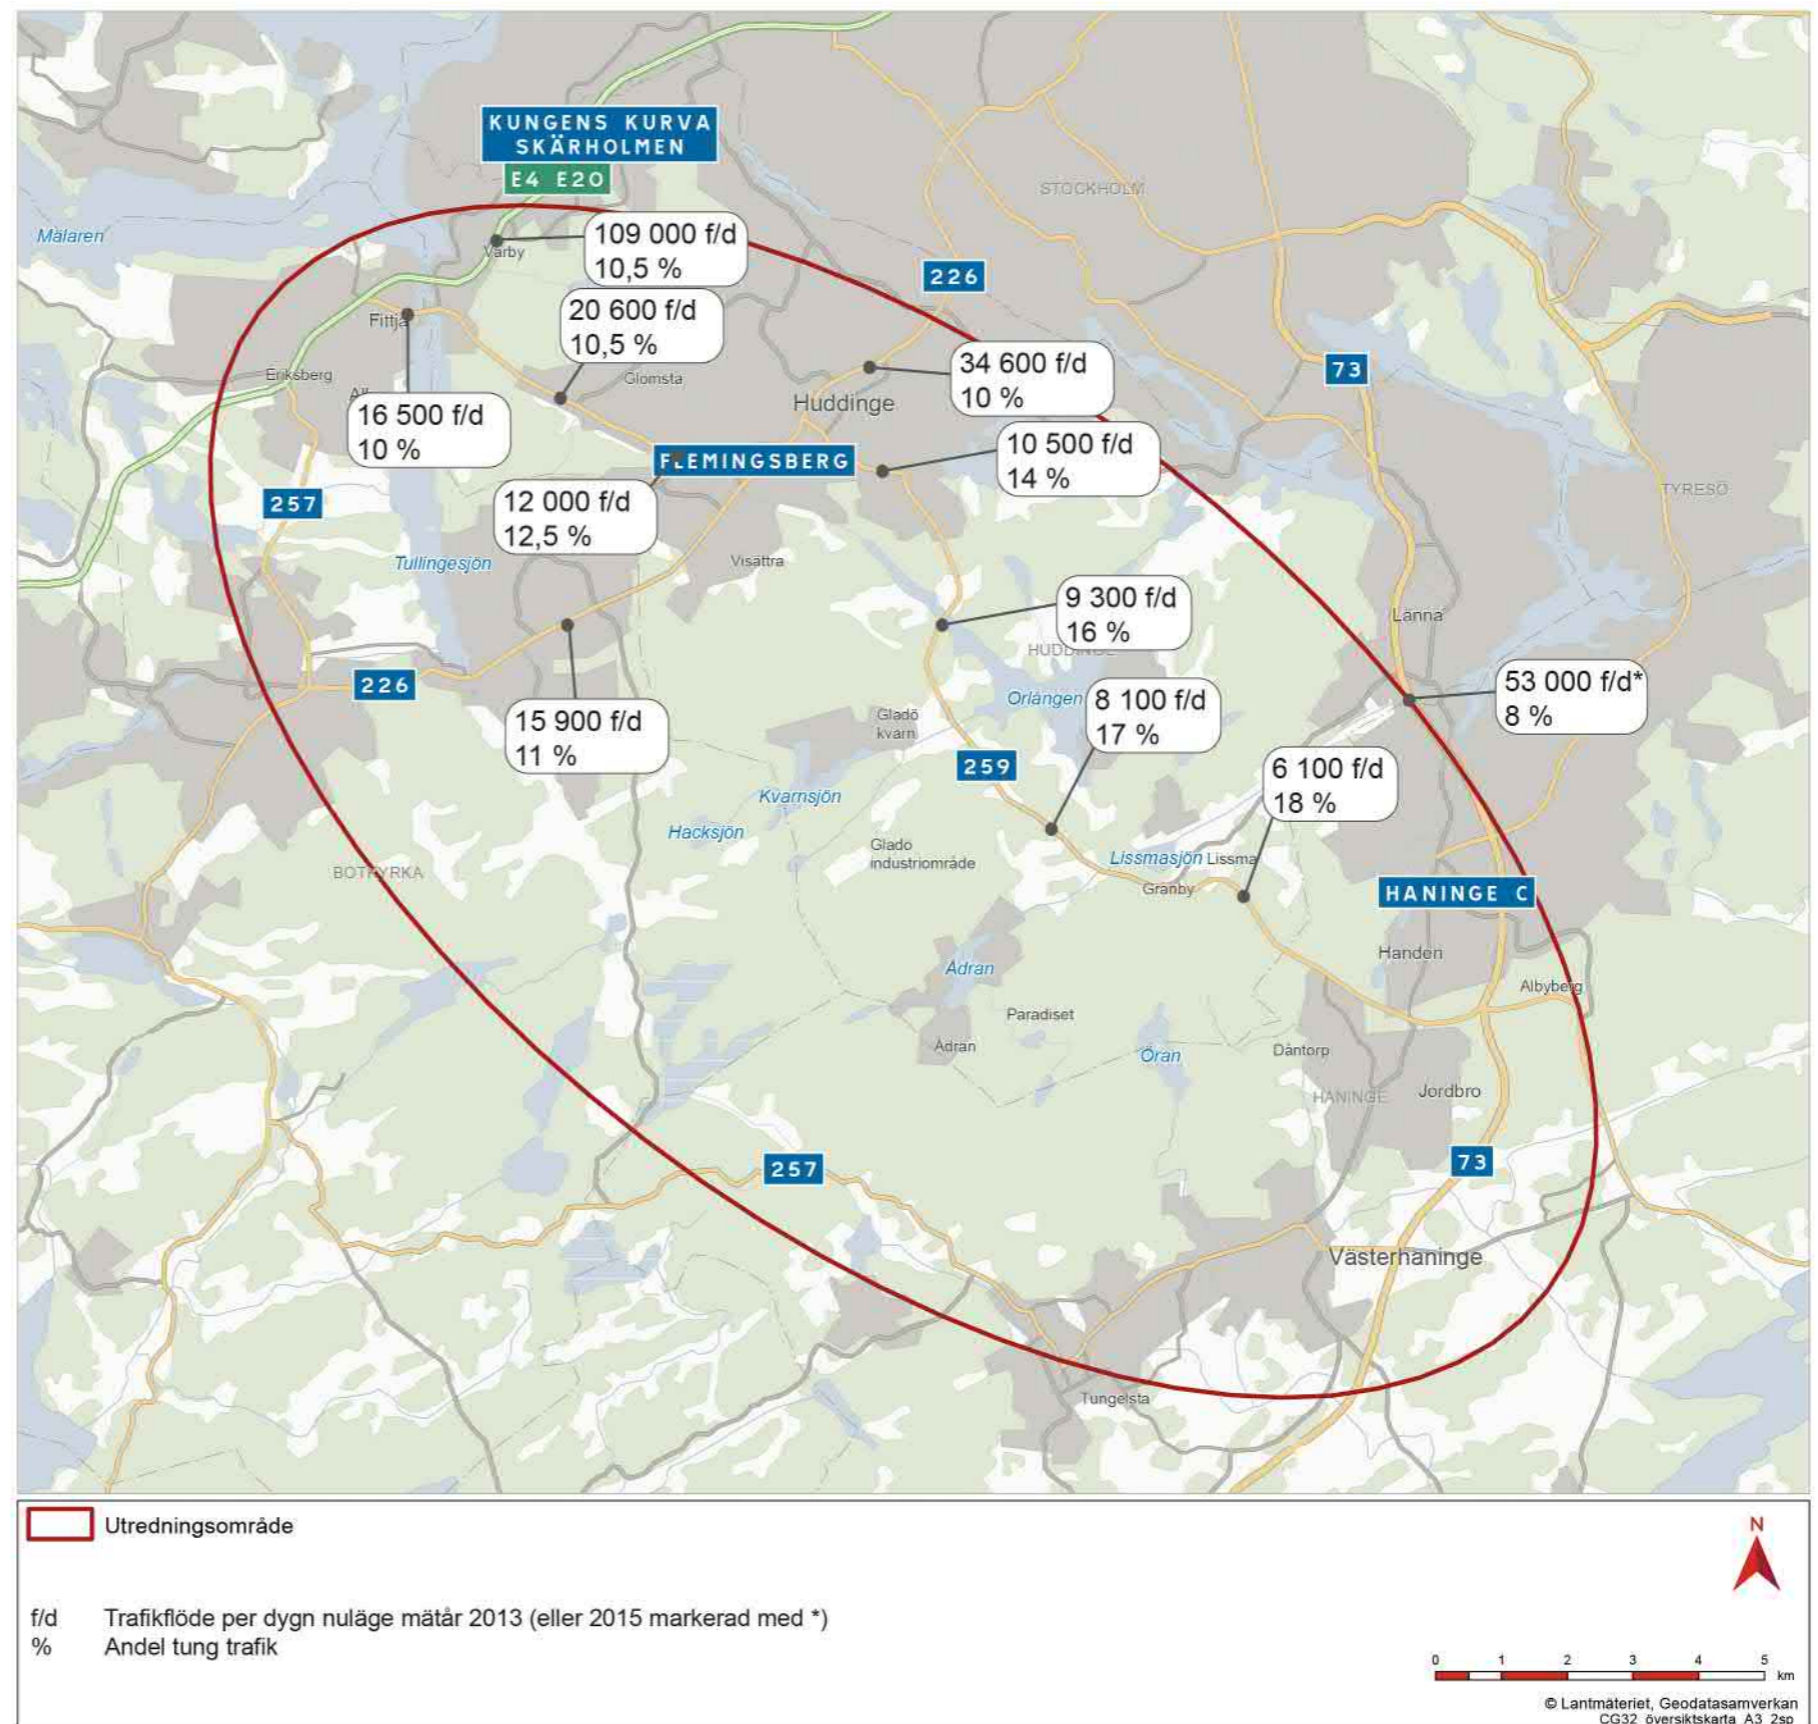 KUNGENS KURVA
SKÄRHOLMEN
E4 E20
STOCKHOLM
Mälaren
Vårby
109 000 f/d
10,5 %
226
20 600 f/d
10,5 %
Fittja
34 600 f/d
10 %
73
Eriksberg
Glomsta
Huddinge
16 500 f/d
10 %
10 500 f/d
14 %
FLEMINGSBERG
257
12 000 f/d
12,5 %
TYRESÖ
Tullingesjön
Visättra
9 300 f/d
16 %
Länna
HUDDINGE
226
Orlången
8 100 f/d
17 %
53 000 f/d*
8 %
15 900 f/d
11 %
Gladö
kvarn
259
6 100 f/d
18 %
Kvarnsjön
Hacksjön
Gladö
industriområde
Lissmasjön
Lissma
BOTKYRKA
Granby
HANINGE C
Handen
Ådran
Albyberg
Paradiset
Ådran
Öran
Dåntorp
HANINGE
Jordbro
257
73
Västerhaninge
Tungelsta
Utredningsområde
N
f/d Trafikflöde per dygn nuläge mätår 2013 (eller 2015 markerad med *)
% Andel tung trafik
0 1 2 3 4 5
km
© Lantmäteriet, Geodatasamverkan
CG32_översiktskarta_A3_2sp